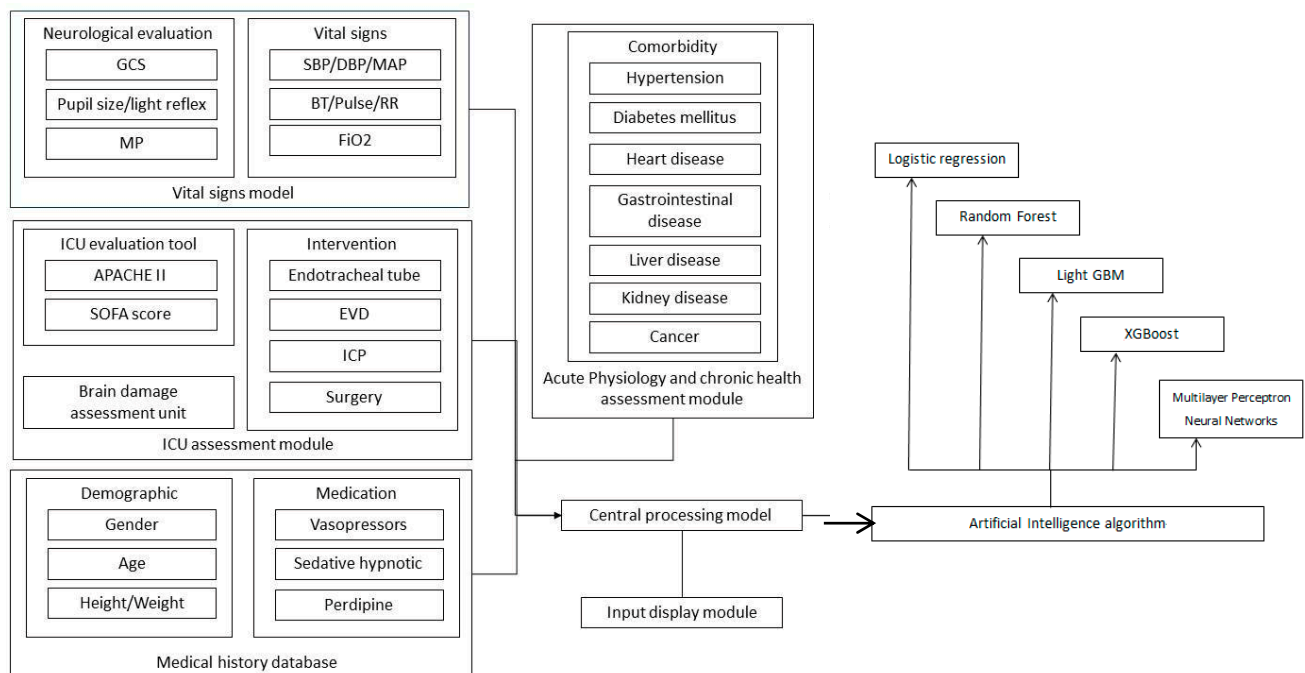 Neurological evaluation
GCS
Pupil size/light reflex
MP
Vital signs
SBP/DBP/MAP
BT/Pulse/RR
FiO2
Vital signs model
ICU evaluation tool
APACHE II
SOFA score
Brain damage
assessment unit
Intervention
Endotracheal tube
EVD
ICP
Surgery
ICU assessment module
Demographic
Gender
Age
Height/Weight
Medication
Vasopressors
Sedative hypnotic
Perdipine
Medical history database
Comorbidity
Hypertension
Diabetes mellitus
Heart disease
Gastrointestinal
disease
Liver disease
Kidney disease
Cancer
Acute Physiology and chronic health
assessment module
Central processing model
Input display module
Logistic regression
Random Forest
Light GBM
XGBoost
Multilayer Perceptron
Neural Networks
Artificial Intelligence algorithm